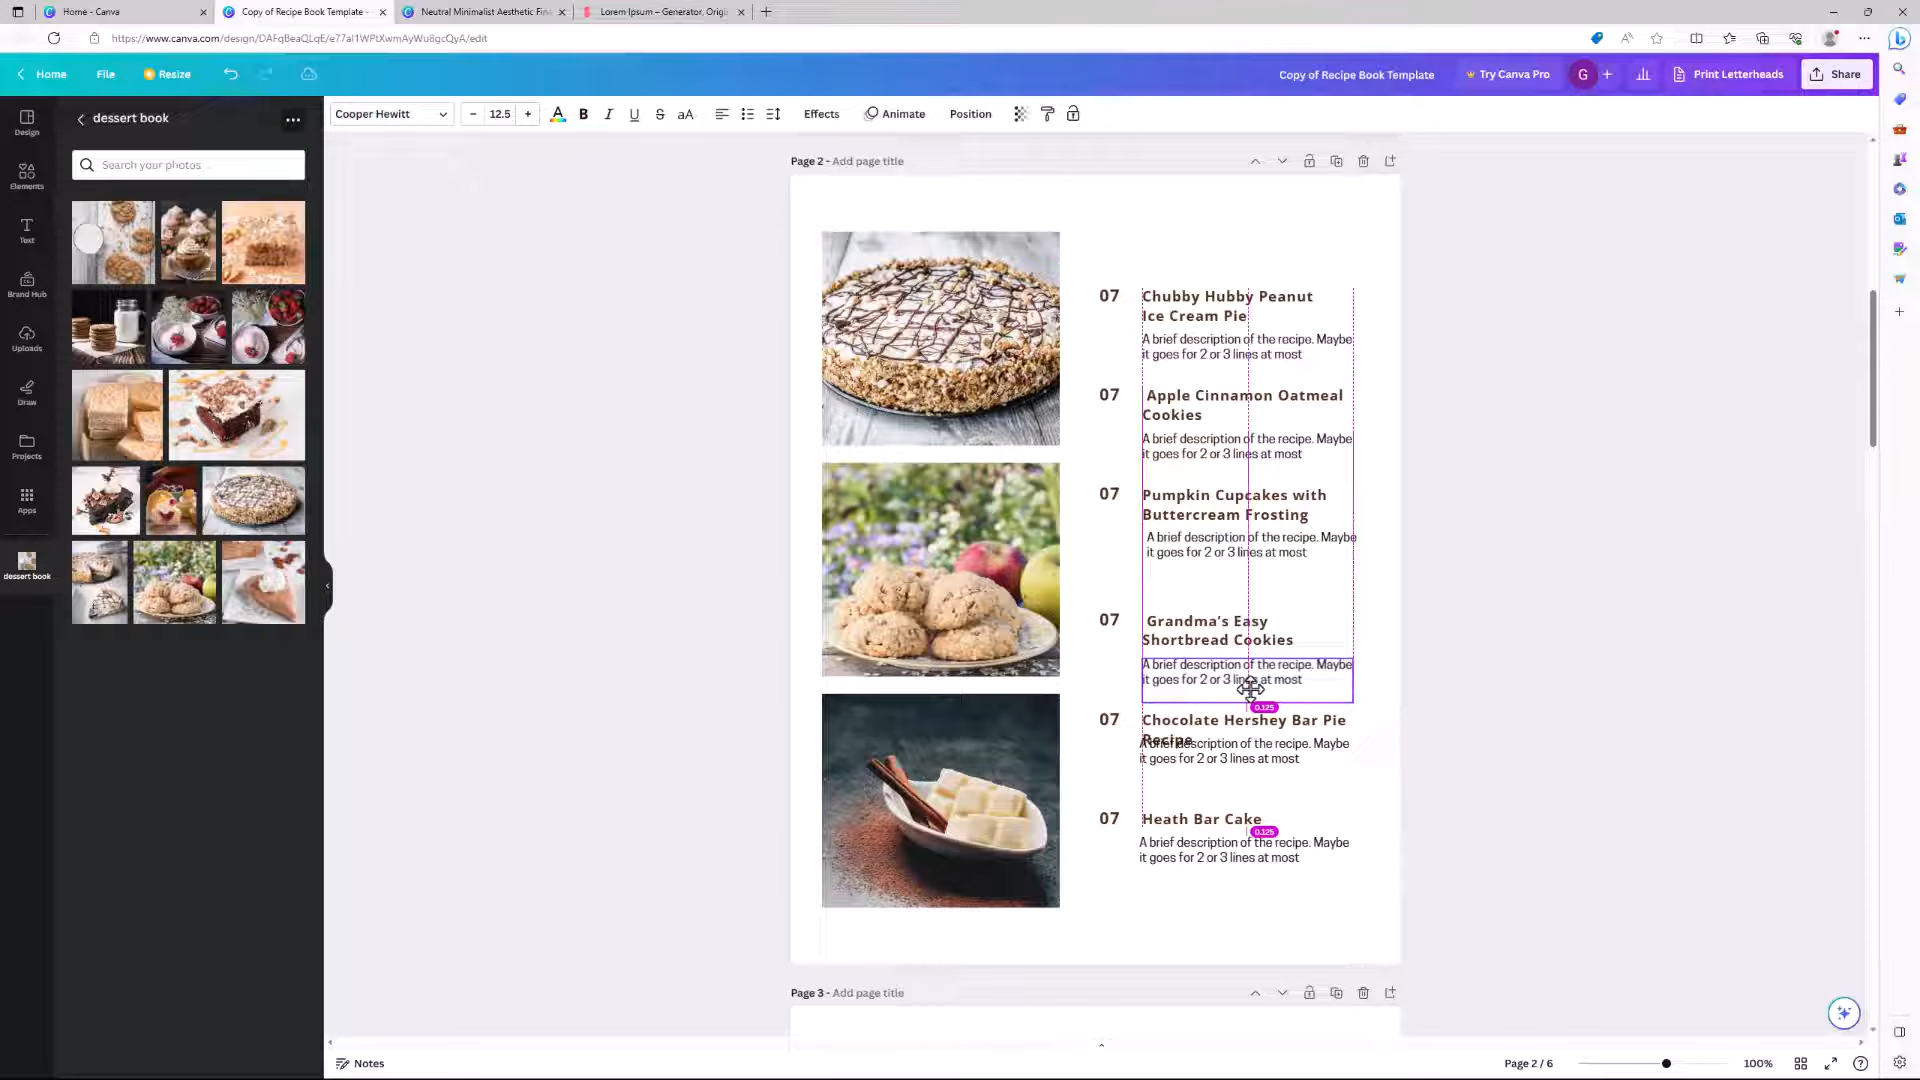 Home - Canva
Copy of Recipe Book Template -
Neutral Minimalist Aesthetic Fin
Lorem Ipsum – Generator, Origi
https://www.canva.com/design/DAFqBeaQLqE/e77al1WPtXwmAyWu8gcQyA/edit
Home
File
Resize
Copy of Recipe Book Template
Try Canva Pro
G
Print Letterheads
Share
Design
Elements
Text
Brand Hub
Uploads
Draw
Projects
Apps
dessert book
dessert book
Search your photos
Cooper Hewitt
12.5
A
B
I
U
S
aA
Effects
Animate
Position
Page 2 - Add page title
07 Chubby Hubby Peanut
Ice Cream Pie
A brief description of the recipe. Maybe
it goes for 2 or 3 lines at most
07 Apple Cinnamon Oatmeal
Cookies
A brief description of the recipe. Maybe
it goes for 2 or 3 lines at most
07 Pumpkin Cupcakes with
Buttercream Frosting
A brief description of the recipe. Maybe
it goes for 2 or 3 lines at most
07 Grandma's Easy
Shortbread Cookies
A brief description of the recipe. Maybe
it goes for 2 or 3 lines at most
0.125
07 Chocolate Hershey Bar Pie
Recipe
A brief description of the recipe. Maybe
it goes for 2 or 3 lines at most
07 Heath Bar Cake
0.125
A brief description of the recipe. Maybe
it goes for 2 or 3 lines at most
Page 3 - Add page title
Notes
Page 2 / 6
100%